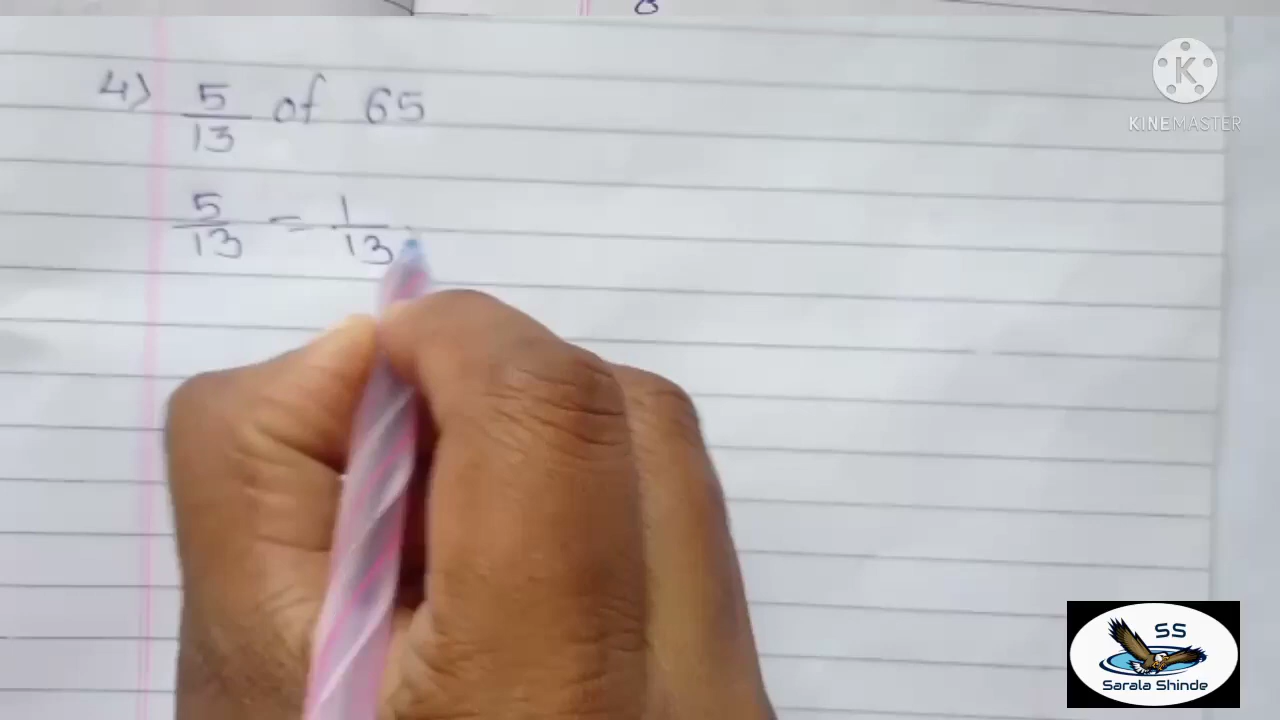 4) 5/13 of 65
5/13 = 1/13
K
KINEMASTER
SS
Sarala Shinde